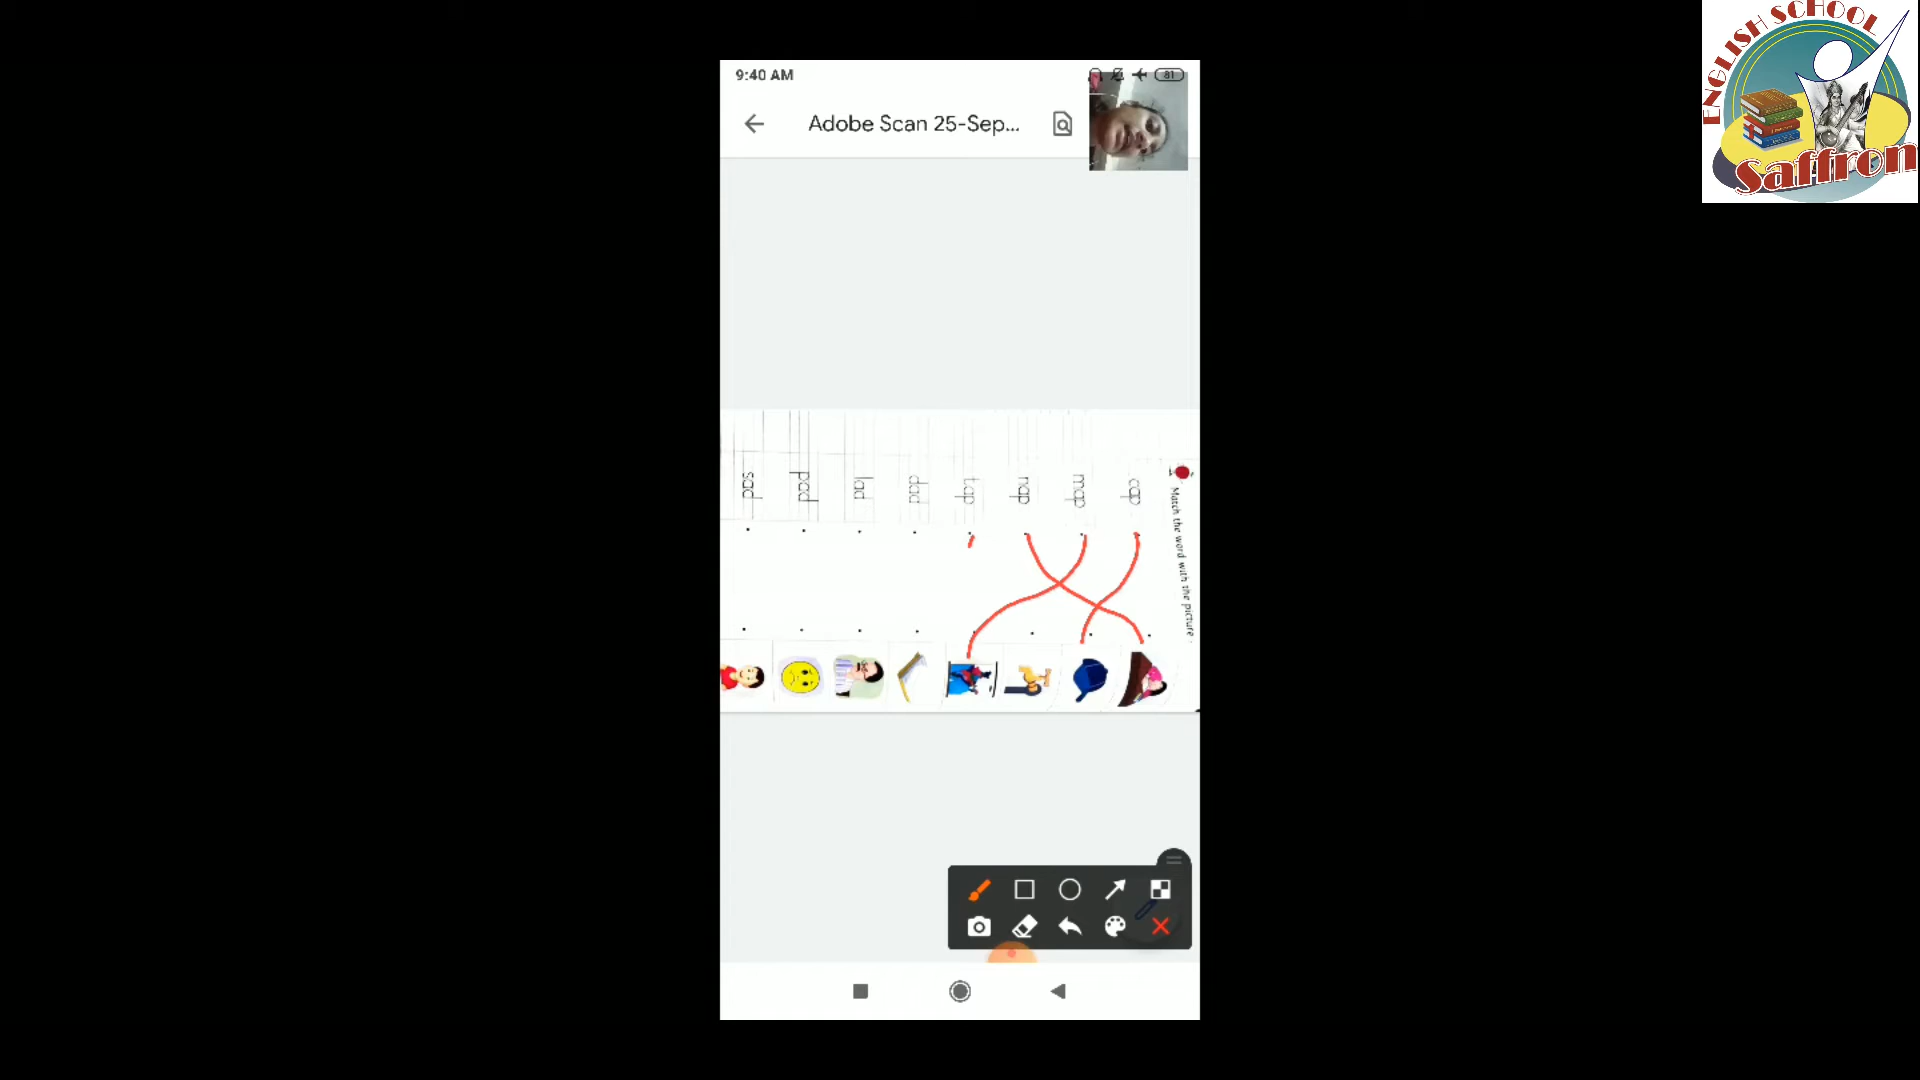 9:40 AM
81
Adobe Scan 25-Sep...
Match the word with the picture.
cap
map
nap
tap
dad
lad
pad
sad
ENGLISH SCHOOL
Saffron